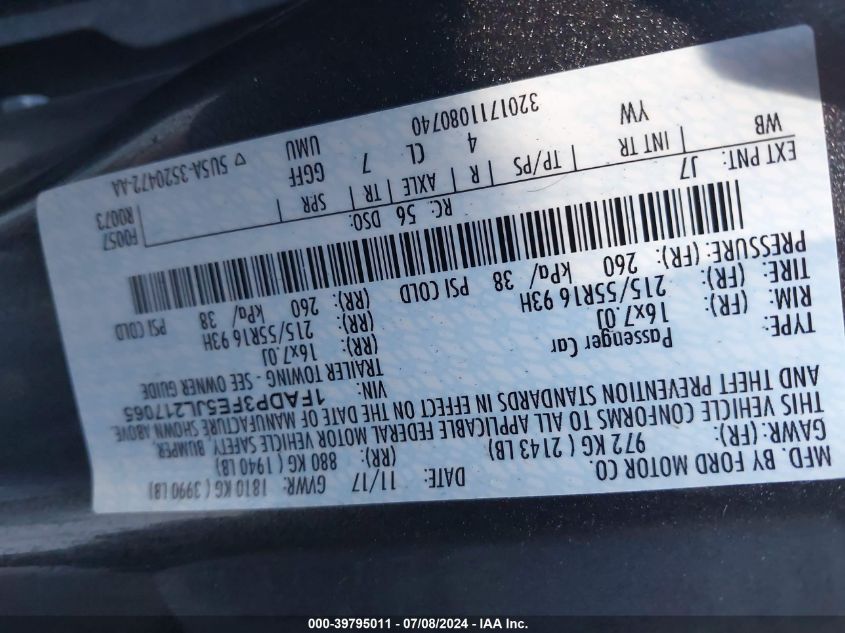 MFD. BY FORD MOTOR CO.
DATE: 11/17 GVWR: 1810 KG ( 3990 LB)
GAWR: (FR): 972 KG ( 2143 LB) (RR): 880 KG ( 1940 LB)
THIS VEHICLE CONFORMS TO ALL APPLICABLE FEDERAL MOTOR VEHICLE SAFETY, BUMPER,
AND THEFT PREVENTION STANDARDS IN EFFECT ON THE DATE OF MANUFACTURE SHOWN ABOVE.
VIN: 1FADP3FE5JL217065
TYPE: Passenger Car TRAILER TOWING - SEE OWNER GUIDE
RIM: (FR): 16x7.0J (RR): 16x7.0J
TIRE: (FR): 215/55R16 93H (RR): 215/55R16 93H
PRESSURE: (FR): 260 kPa/ 38 PSI COLD (RR): 260 kPa/ 38 PSI COLD
EXT PNT: J7 RC: 56 DSO: F0057
R0073
WB INT TR TP/PS R AXLE TR SPR
YW 4 CL 7 GGFF
UMU ▽ 5U5A-3520472-AA
3201711080740
000-39795011 - 07/08/2024 - IAA Inc.